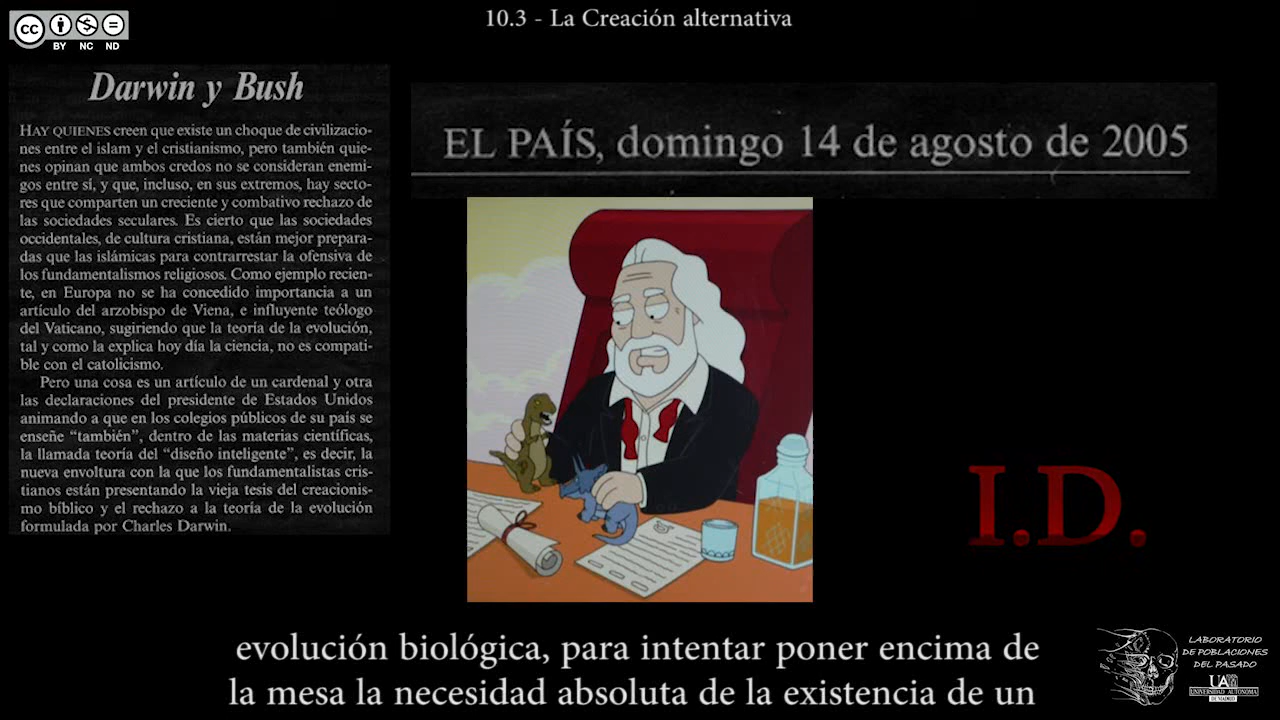 10.3 - La Creación alternativa
cc
BY NC ND
Darwin y Bush
HAY QUIENES creen que existe un choque de civilizacio-
nes entre el islam y el cristianismo, pero también quie-
nes opinan que ambos credos no se consideran enemi-
gos entre sí, y que, incluso, en sus extremos, hay secto-
res que comparten un creciente y combativo rechazo de
las sociedades seculares. Es cierto que las sociedades
occidentales, de cultura cristiana, están mejor prepara-
das que las islámicas para contrarrestar la ofensiva de
los fundamentalismos religiosos. Como ejemplo recien-
te, en Europa no se ha concedido importancia a un
artículo del arzobispo de Viena, e influyente teólogo
del Vaticano, sugiriendo que la teoría de la evolución,
tal y como la explica hoy día la ciencia, no es compati-
ble con el catolicismo.
Pero una cosa es un artículo de un cardenal y otra
las declaraciones del presidente de Estados Unidos
animando a que en los colegios públicos de su país se
enseñe “también”, dentro de las materias científicas,
la llamada teoría del “diseño inteligente”, es decir, la
nueva envoltura con la que los fundamentalistas cris-
tianos están presentando la vieja tesis del creacionis-
mo bíblico y el rechazo a la teoría de la evolución
formulada por Charles Darwin.
EL PAÍS, domingo 14 de agosto de 2005
I.D.
evolución biológica, para intentar poner encima de
la mesa la necesidad absoluta de la existencia de un
LABORATORIO
DE POBLACIONES
DEL PASADO
UA
UNIVERSIDAD AUTONOMA
DE MADRID